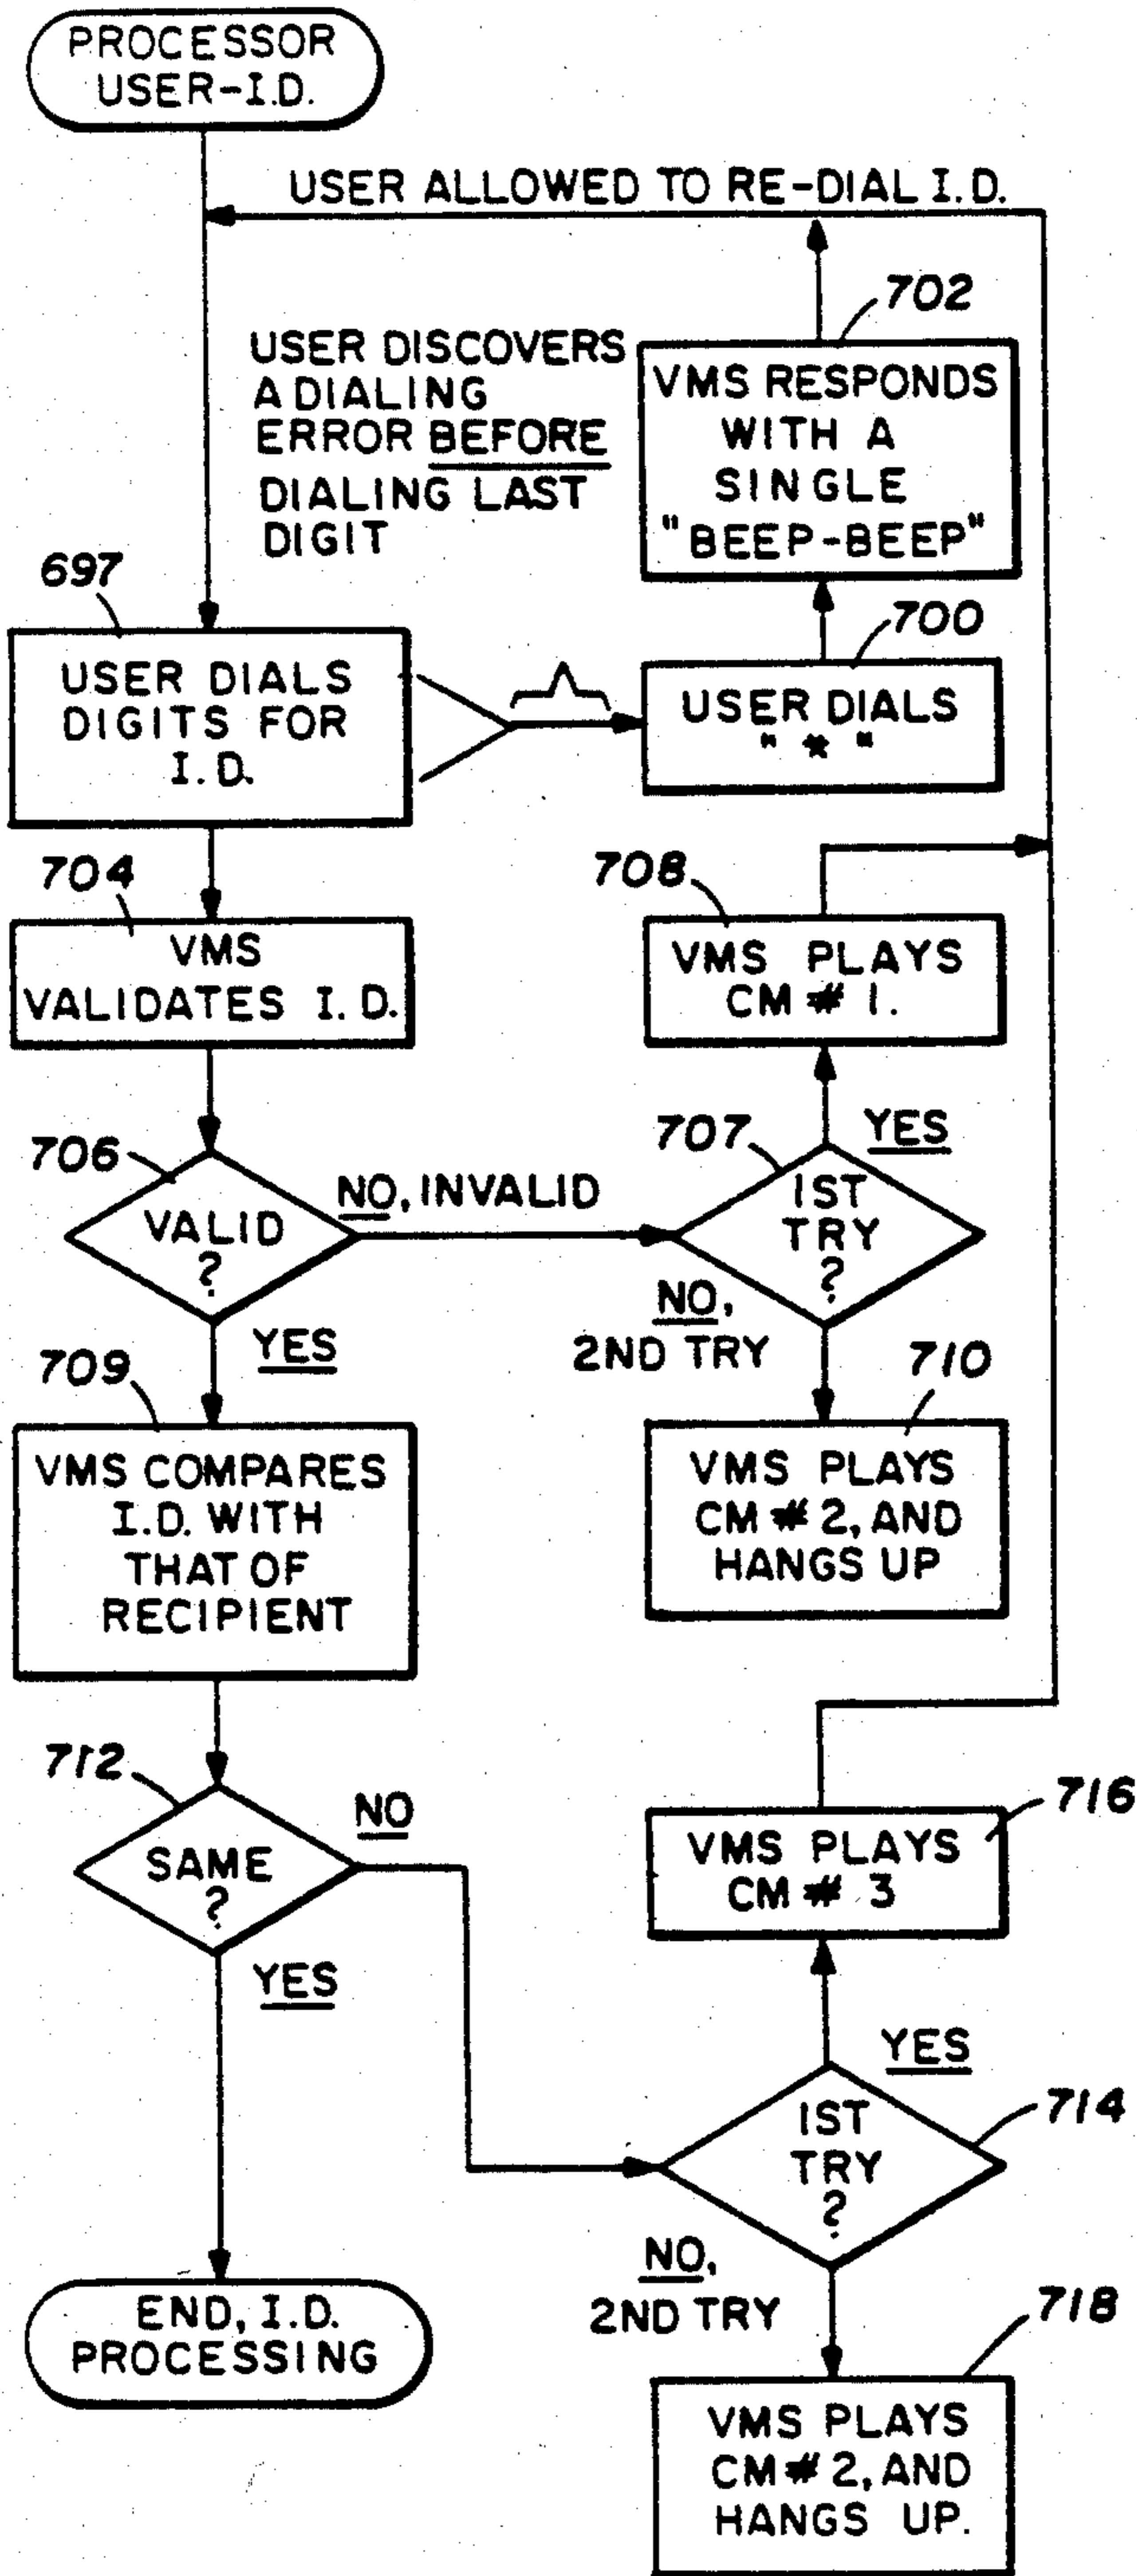 PROCESSOR
USER-I.D.
USER ALLOWED TO RE-DIAL I.D.
702
USER DISCOVERS
A DIALING
ERROR BEFORE
DIALING LAST
DIGIT
VMS RESPONDS
WITH A
SINGLE
"BEEP-BEEP"
697
USER DIALS
DIGITS FOR
I.D.
700
USER DIALS
"*"
704
VMS
VALIDATES I.D.
708
VMS PLAYS
CM # 1.
706
VALID
?
NO, INVALID
YES
707
1ST
TRY
?
YES
NO,
2ND TRY
709
VMS COMPARES
I.D. WITH
THAT OF
RECIPIENT
710
VMS PLAYS
CM # 2, AND
HANGS UP
712
SAME
?
NO
YES
716
VMS PLAYS
CM # 3
714
1ST
TRY
?
YES
NO,
2ND TRY
END, I.D.
PROCESSING
718
VMS PLAYS
CM # 2, AND
HANGS UP.